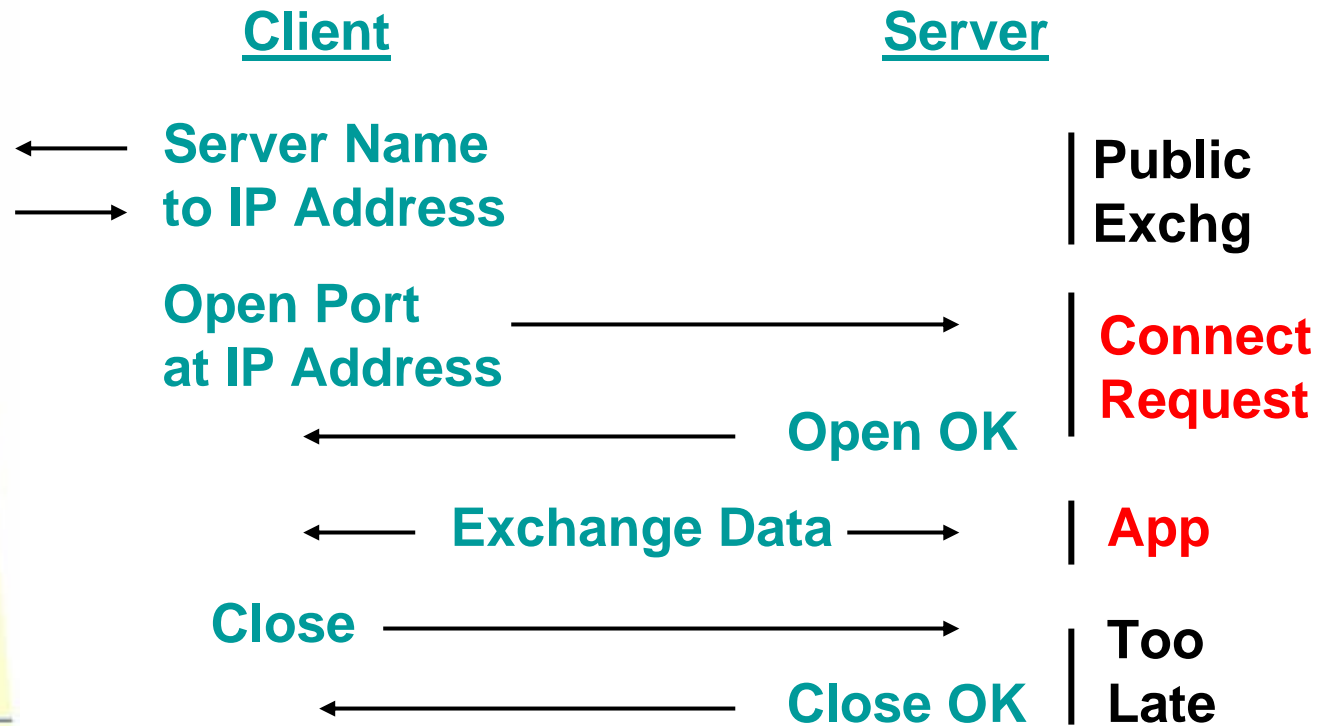 Client
Server
Server Name
to IP Address
Public
Exchg
Open Port
at IP Address
Connect
Request
Open OK
Exchange Data
App
Close
Too
Late
Close OK